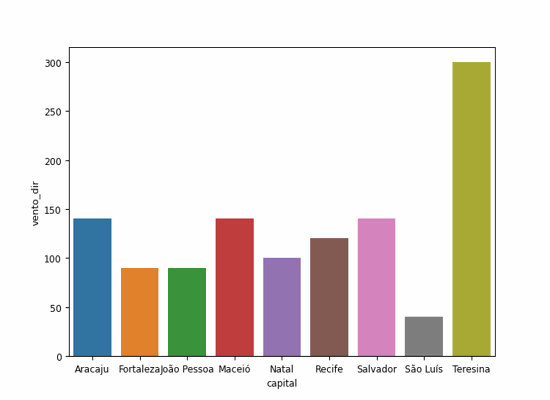 300
250
200
150
100
50
0
vento_dir
Aracaju Fortaleza João Pessoa Maceió Natal Recife Salvador São Luís Teresina
capital